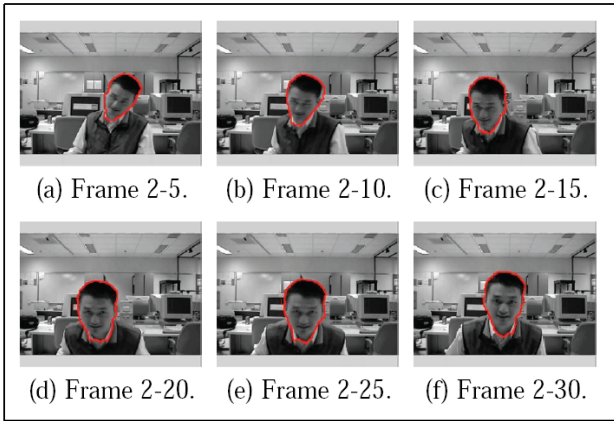 (a) Frame 2-5. (b) Frame 2-10. (c) Frame 2-15.
(d) Frame 2-20. (e) Frame 2-25. (f) Frame 2-30.